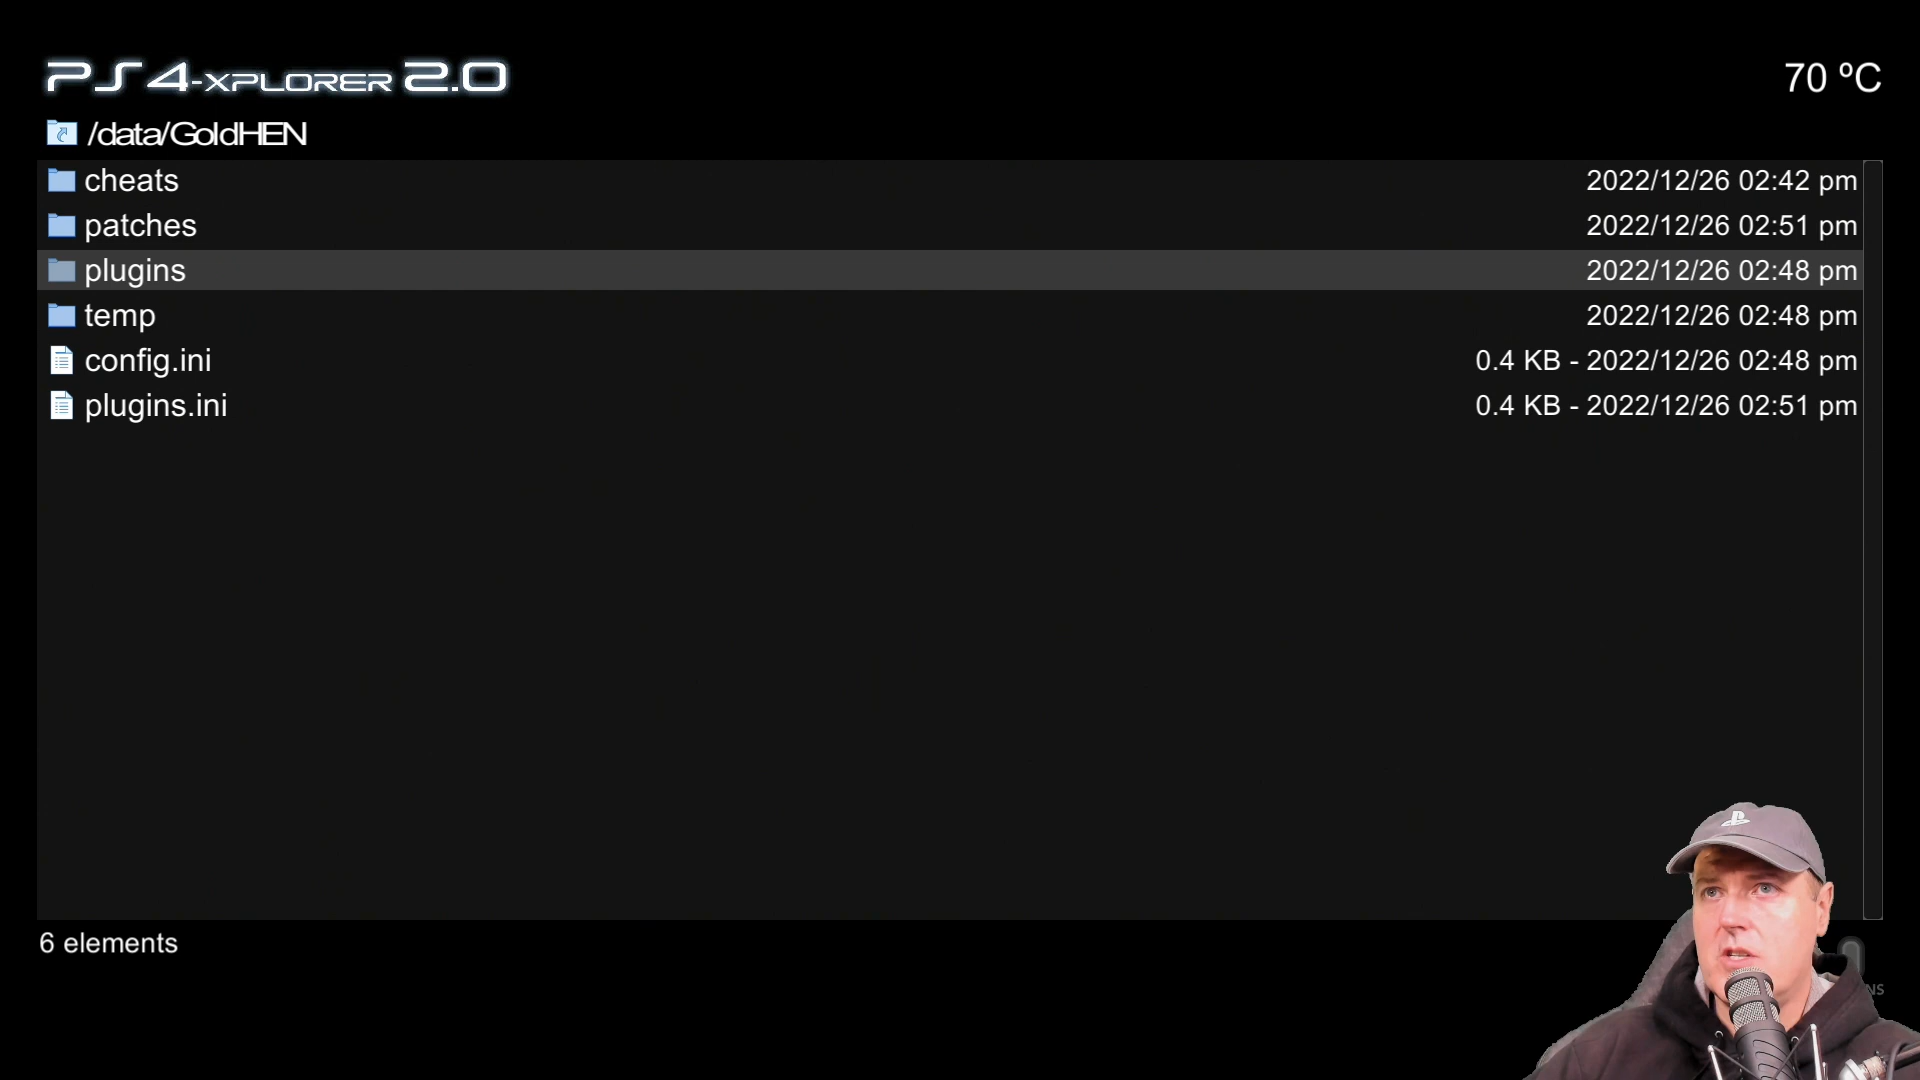 PS4-XPLORER 2.0
70 ºC
/data/GoldHEN
cheats 2022/12/26 02:42 pm
patches 2022/12/26 02:51 pm
plugins 2022/12/26 02:48 pm
temp 2022/12/26 02:48 pm
config.ini 0.4 KB - 2022/12/26 02:48 pm
plugins.ini 0.4 KB - 2022/12/26 02:51 pm
6 elements